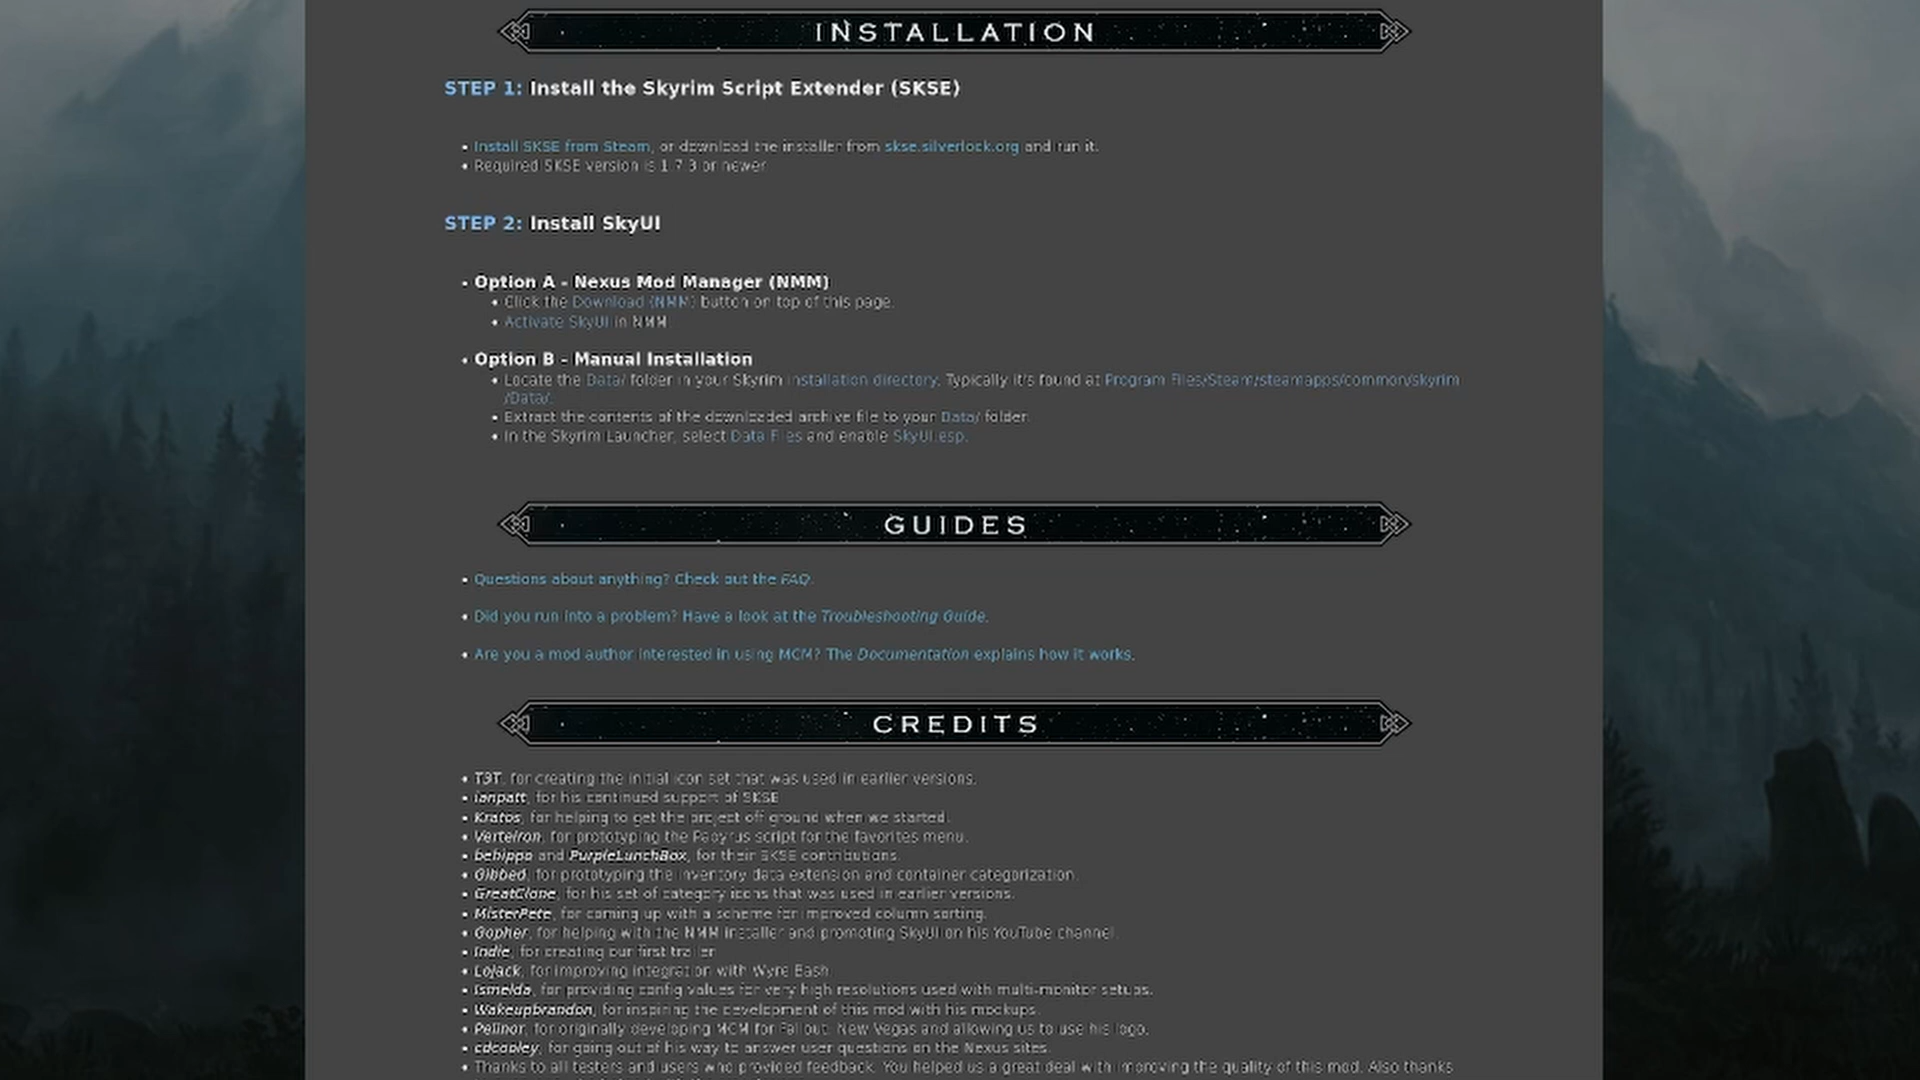 INSTALLATION
STEP 1: Install the Skyrim Script Extender (SKSE)
• Install SKSE from Steam, or download the installer from skse.silverlock.org and run it.
• Required SKSE version is 1.7.3 or newer.
STEP 2: Install SkyUI
• Option A - Nexus Mod Manager (NMM)
• Click the Download (NMM) button on top of this page.
• Activate SkyUI in NMM.
• Option B - Manual Installation
• Locate the Data/ folder in your Skyrim installation directory. Typically it's found at Program Files/Steam/steamapps/common/skyrim
/Data/.
• Extract the contents of the downloaded archive file to your Data/ folder.
• In the Skyrim Launcher, select Data Files and enable SkyUI.esp.
GUIDES
• Questions about anything? Check out the FAQ.
• Did you run into a problem? Have a look at the Troubleshooting Guide.
• Are you a mod author interested in using MCM? The Documentation explains how it works.
CREDITS
• T3T, for creating the initial icon set that was used in earlier versions.
• ianpatt, for his continued support of SKSE
• Kratos, for helping to get the project off ground when we started.
• Verteiron, for prototyping the Papyrus script for the favorites menu.
• behippo and PurpleLunchBox, for their SKSE contributions.
• Gibbed, for prototyping the inventory data extension and container categorization.
• GreatClone, for his set of category icons that was used in earlier versions.
• MisterPete, for coming up with a scheme for improved column sorting.
• Gopher, for helping with the NMM installer and promoting SkyUI on his YouTube channel.
• Indie, for creating our first trailer
• Lojack, for improving integration with Wyre Bash
• Ismelda, for providing config values for very high resolutions used with multi-monitor setups.
• Wakeupbrandon, for inspiring the development of this mod with his mockups.
• Pelinor, for originally developing MCM for Fallout: New Vegas and allowing us to use his logo.
• cdcooley, for going out of his way to answer user questions on the Nexus sites.
• Thanks to all testers and users who provided feedback. You helped us a great deal with improving the quality of this mod. Also thanks